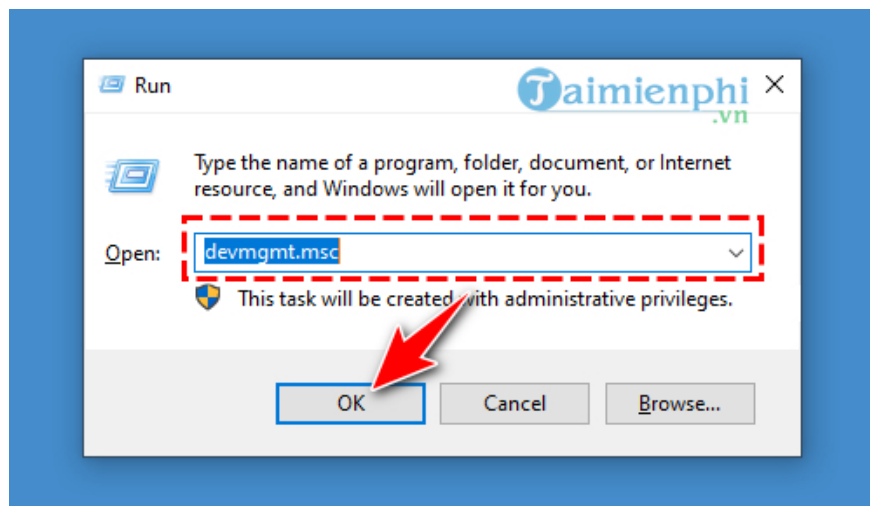 Run
Taimienphi
.vn
Type the name of a program, folder, document, or Internet
resource, and Windows will open it for you.
Open: devmgmt.msc
This task will be created with administrative privileges.
OK Cancel Browse...